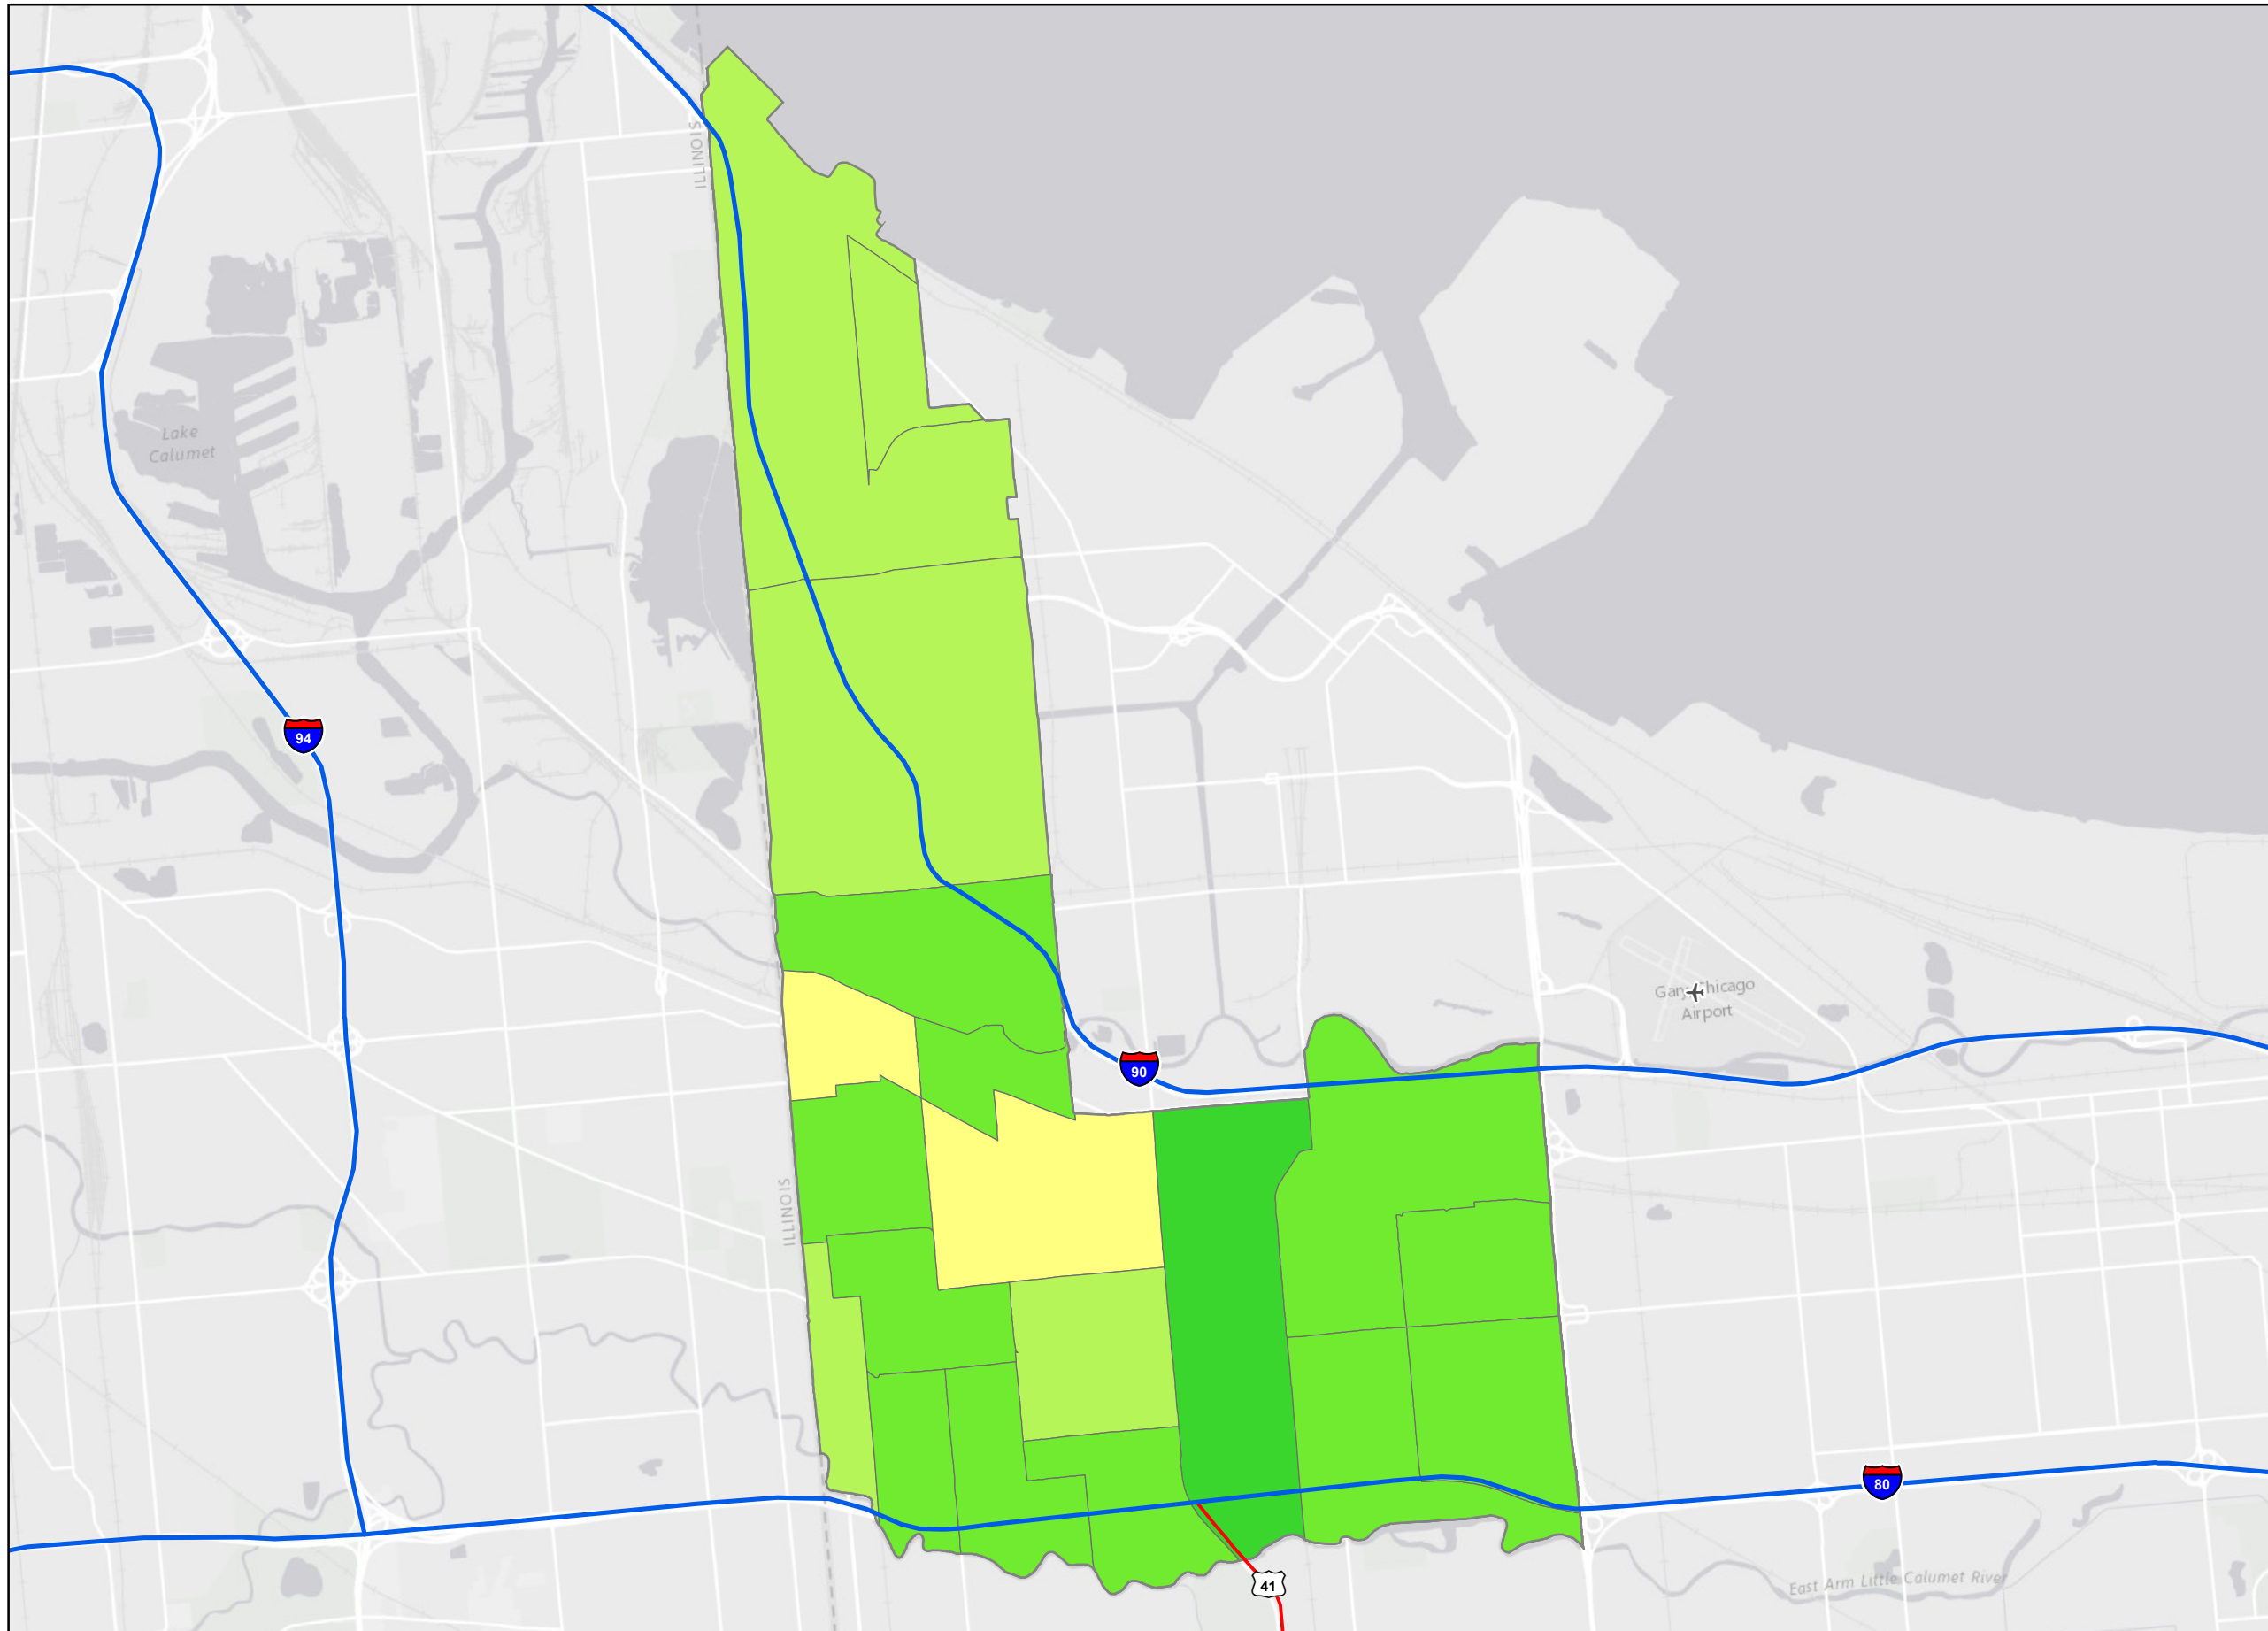 ILLINOIS
Lake
Calumet
94
Gary Chicago
Airport
90
ILLINOIS
80
East Arm Little Calumet River
41